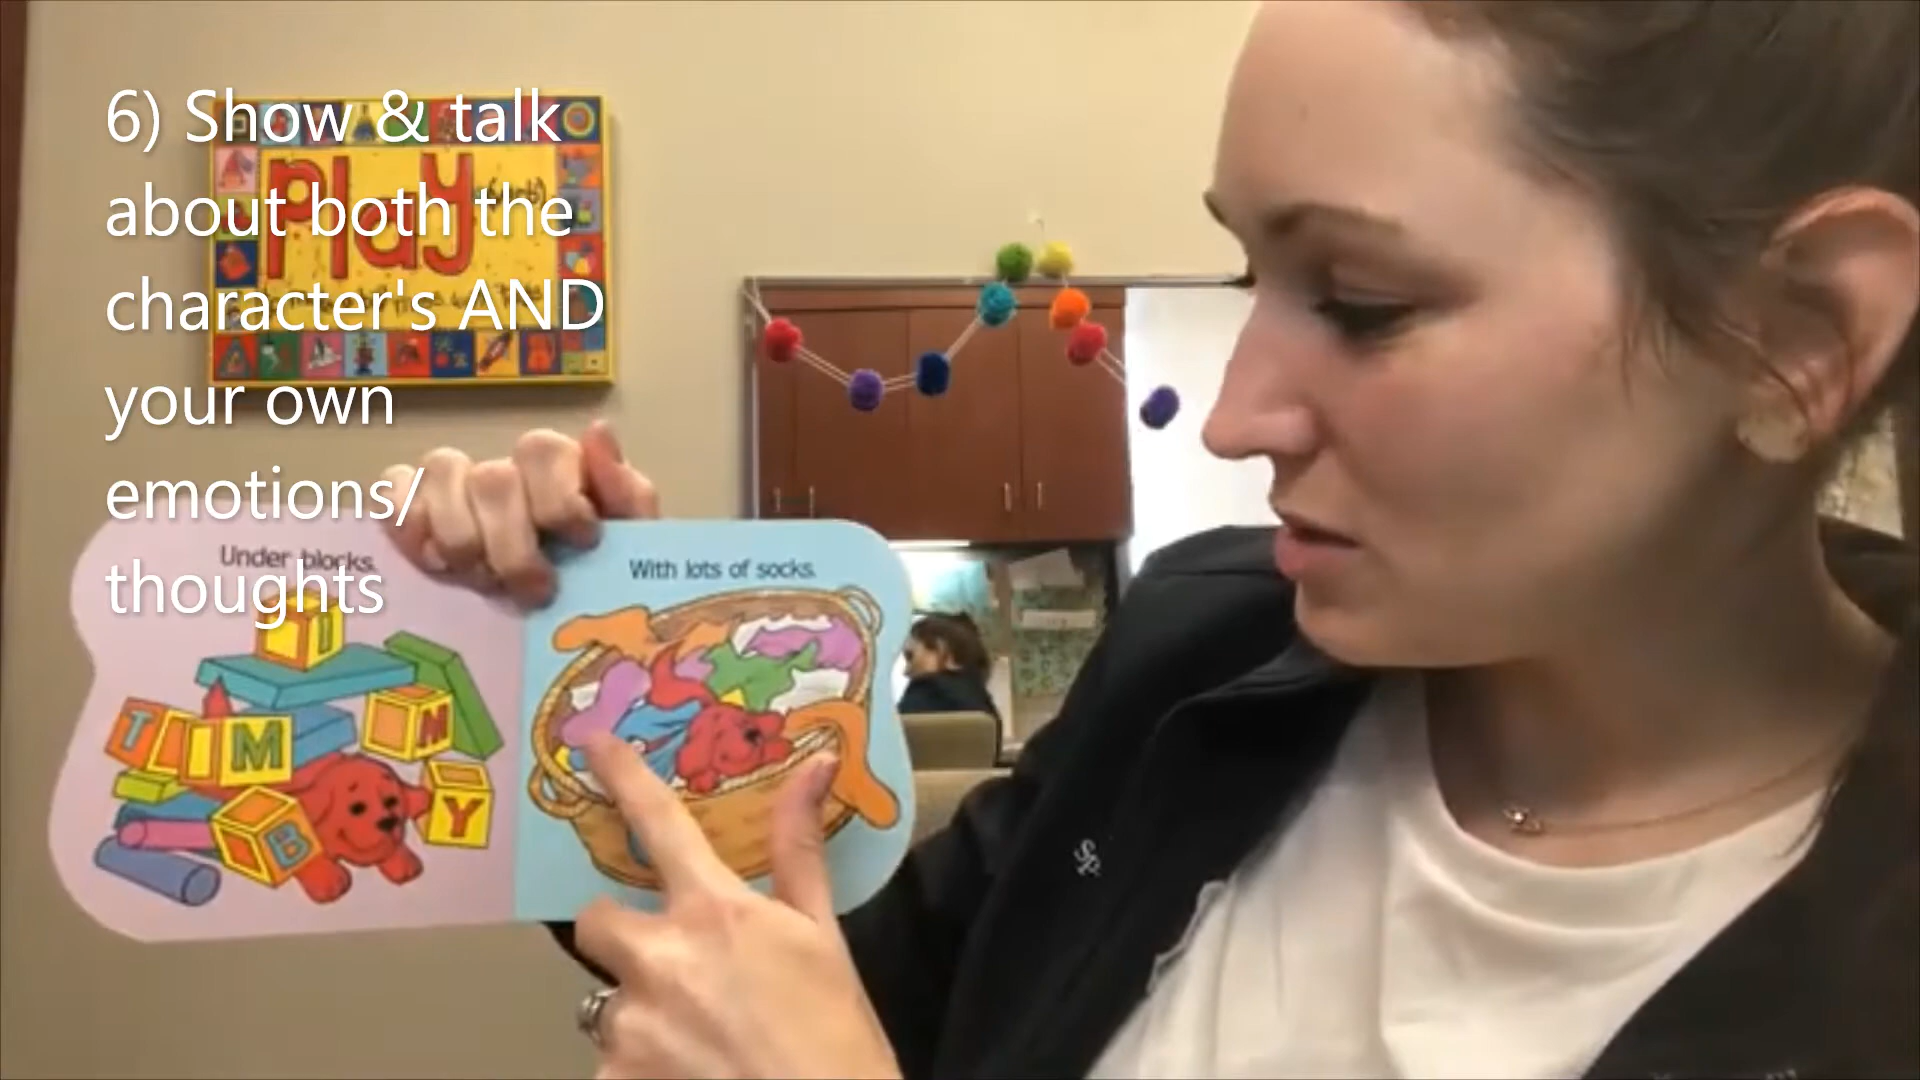 6) Show & talk
about both the
character's AND
your own
emotions/
thoughts
Play
Under blocks.
With lots of socks.
T I M
M
Y
B
SR